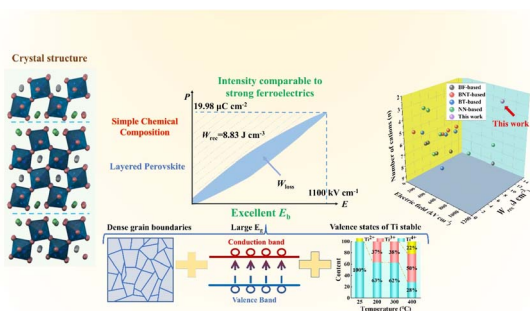 Crystal structure
Intensity comparable to
strong ferroelectrics
P
19.98 μC cm⁻²
Simple Chemical
Composition
Wrec=8.83 J cm⁻³
Layered Perovskite
Wloss
1100 kV cm⁻¹
E
Excellent Eb
BF-based
BNT-based
BT-based
NN-based
This work
This work
Number of cations (n)
Electric field (kV cm
Wrec (J cm⁻³)
Dense grain boundaries
Large Eg
Conduction band
Valence Band
Valence states of Ti stable
Ti²⁺ Ti³⁺ Ti⁴⁺
Content
100%
37%
63%
38%
62%
22%
50%
28%
25 200 300 400
Temperature (°C)